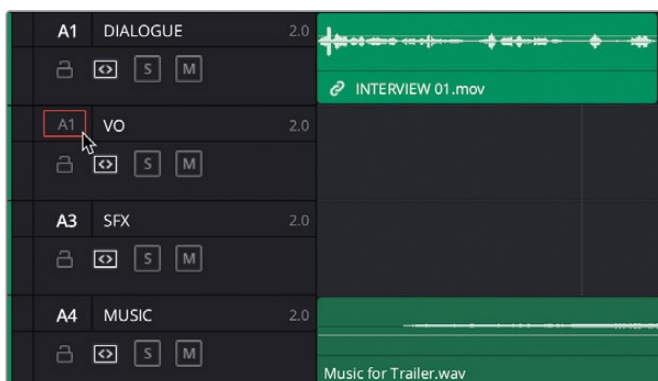 A1 DIALOGUE 2.0
S M
INTERVIEW 01.mov
A1 VO 2.0
S M
A3 SFX 2.0
S M
A4 MUSIC 2.0
S M
Music for Trailer.wav